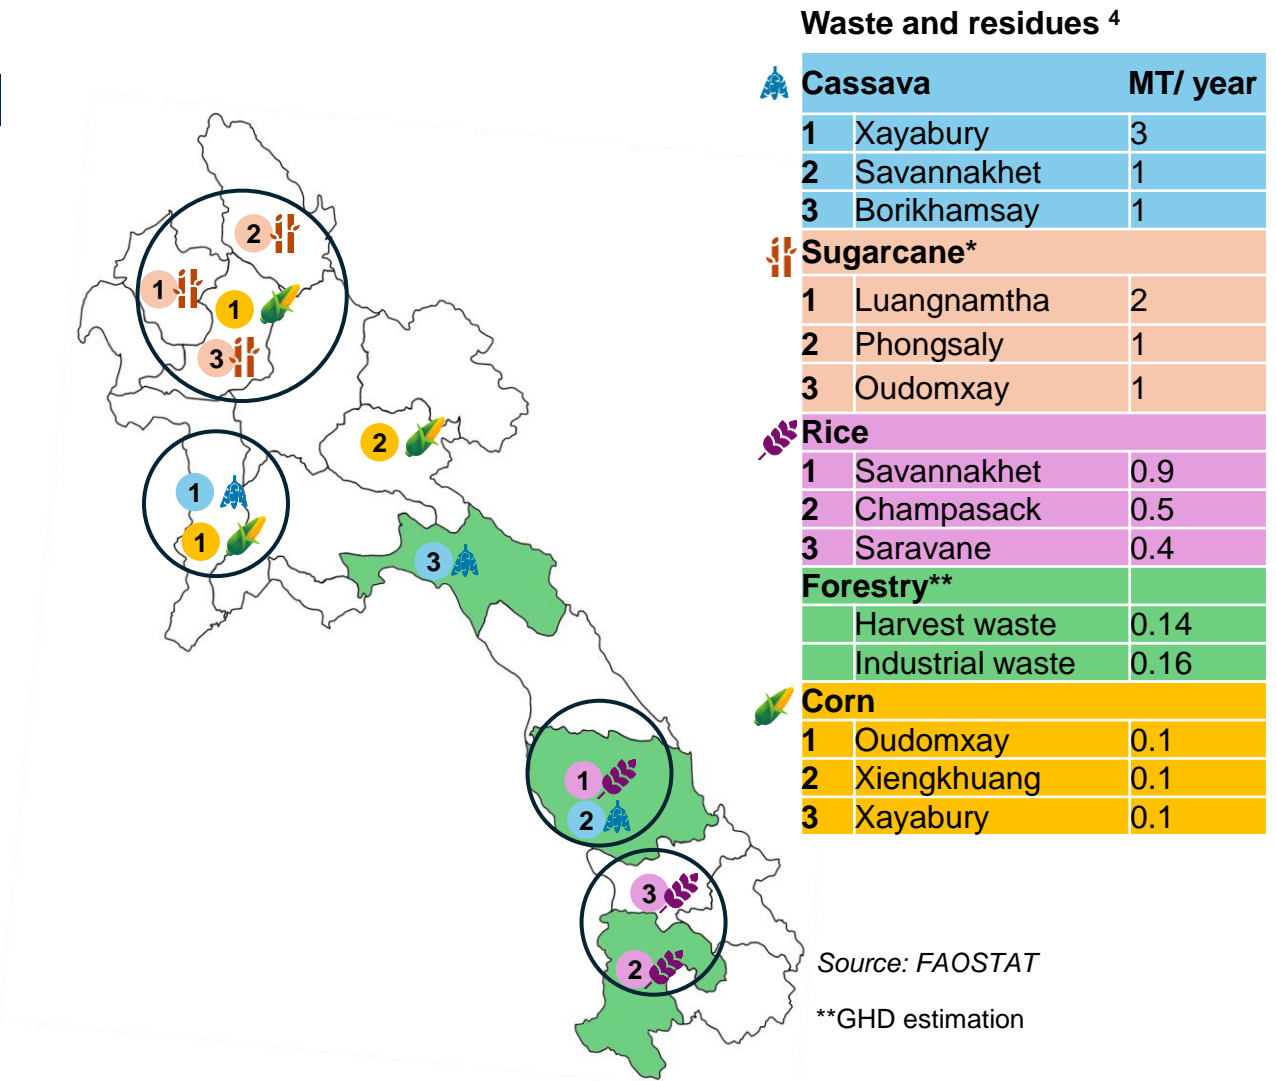 Waste and residues 4
Cassava MT/ year
1 Xayabury 3
2 Savannakhet 1
3 Borikhamsay 1
Sugarcane*
1 Luangnamtha 2
2 Phongsaly 1
3 Oudomxay 1
Rice
1 Savannakhet 0.9
2 Champasack 0.5
3 Saravane 0.4
Forestry**
Harvest waste 0.14
Industrial waste 0.16
Corn
1 Oudomxay 0.1
2 Xiengkhuang 0.1
3 Xayabury 0.1
Source: FAOSTAT
**GHD estimation
2
1
1
3
2
1
1
3
1
2
3
2